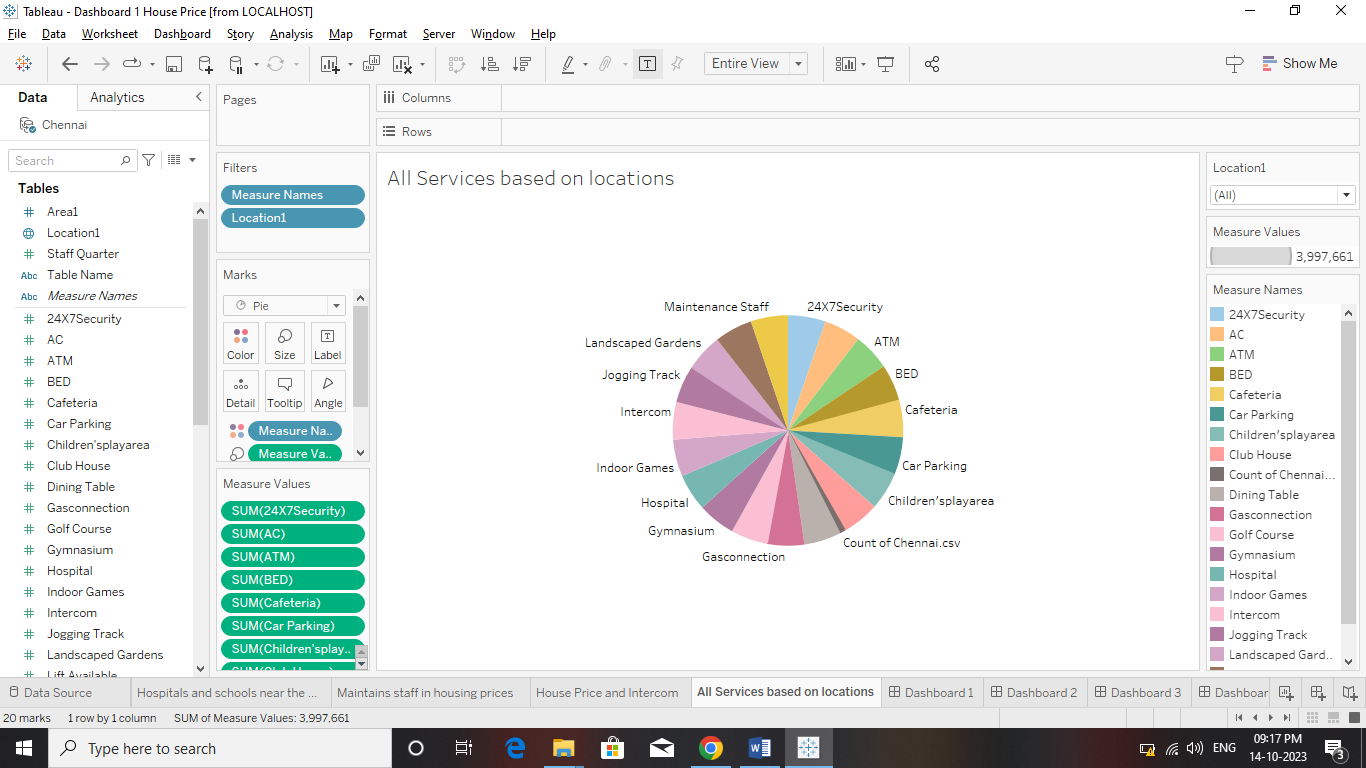 Tableau - Dashboard 1 House Price [from LOCALHOST]
File Data Worksheet Dashboard Story Analysis Map Format Server Window Help
Entire View
Show Me
Data Analytics
Chennai
Search
Tables
Area1
Location1
Staff Quarter
Abc Table Name
Abc Measure Names
24X7Security
AC
ATM
BED
Cafeteria
Car Parking
Children'splayarea
Club House
Dining Table
Gasconnection
Golf Course
Gymnasium
Hospital
Indoor Games
Intercom
Jogging Track
Landscaped Gardens
Lift Available
Pages
Filters
Measure Names
Location1
Marks
Pie
Color Size Label
Detail Tooltip Angle
Measure Na..
Measure Va..
Measure Values
SUM(24X7Security)
SUM(AC)
SUM(ATM)
SUM(BED)
SUM(Cafeteria)
SUM(Car Parking)
SUM(Children'splay..
Columns
Rows
All Services based on locations
Maintenance Staff 24X7Security
Landscaped Gardens ATM
Jogging Track BED
Intercom Cafeteria
Indoor Games Car Parking
Hospital Children'splayarea
Gymnasium Count of Chennai.csv
Gasconnection
Location1
(All)
Measure Values
3,997,661
Measure Names
24X7Security
AC
ATM
BED
Cafeteria
Car Parking
Children'splayarea
Club House
Count of Chennai...
Dining Table
Gasconnection
Golf Course
Gymnasium
Hospital
Indoor Games
Intercom
Jogging Track
Landscaped Gard..
Data Source Hospitals and schools near the ... Maintains staff in housing prices House Price and Intercom All Services based on locations Dashboard 1 Dashboard 2 Dashboard 3 Dashboar
20 marks 1 row by 1 column SUM of Measure Values: 3,997,661
Type here to search
ENG
09:17 PM
14-10-2023
3